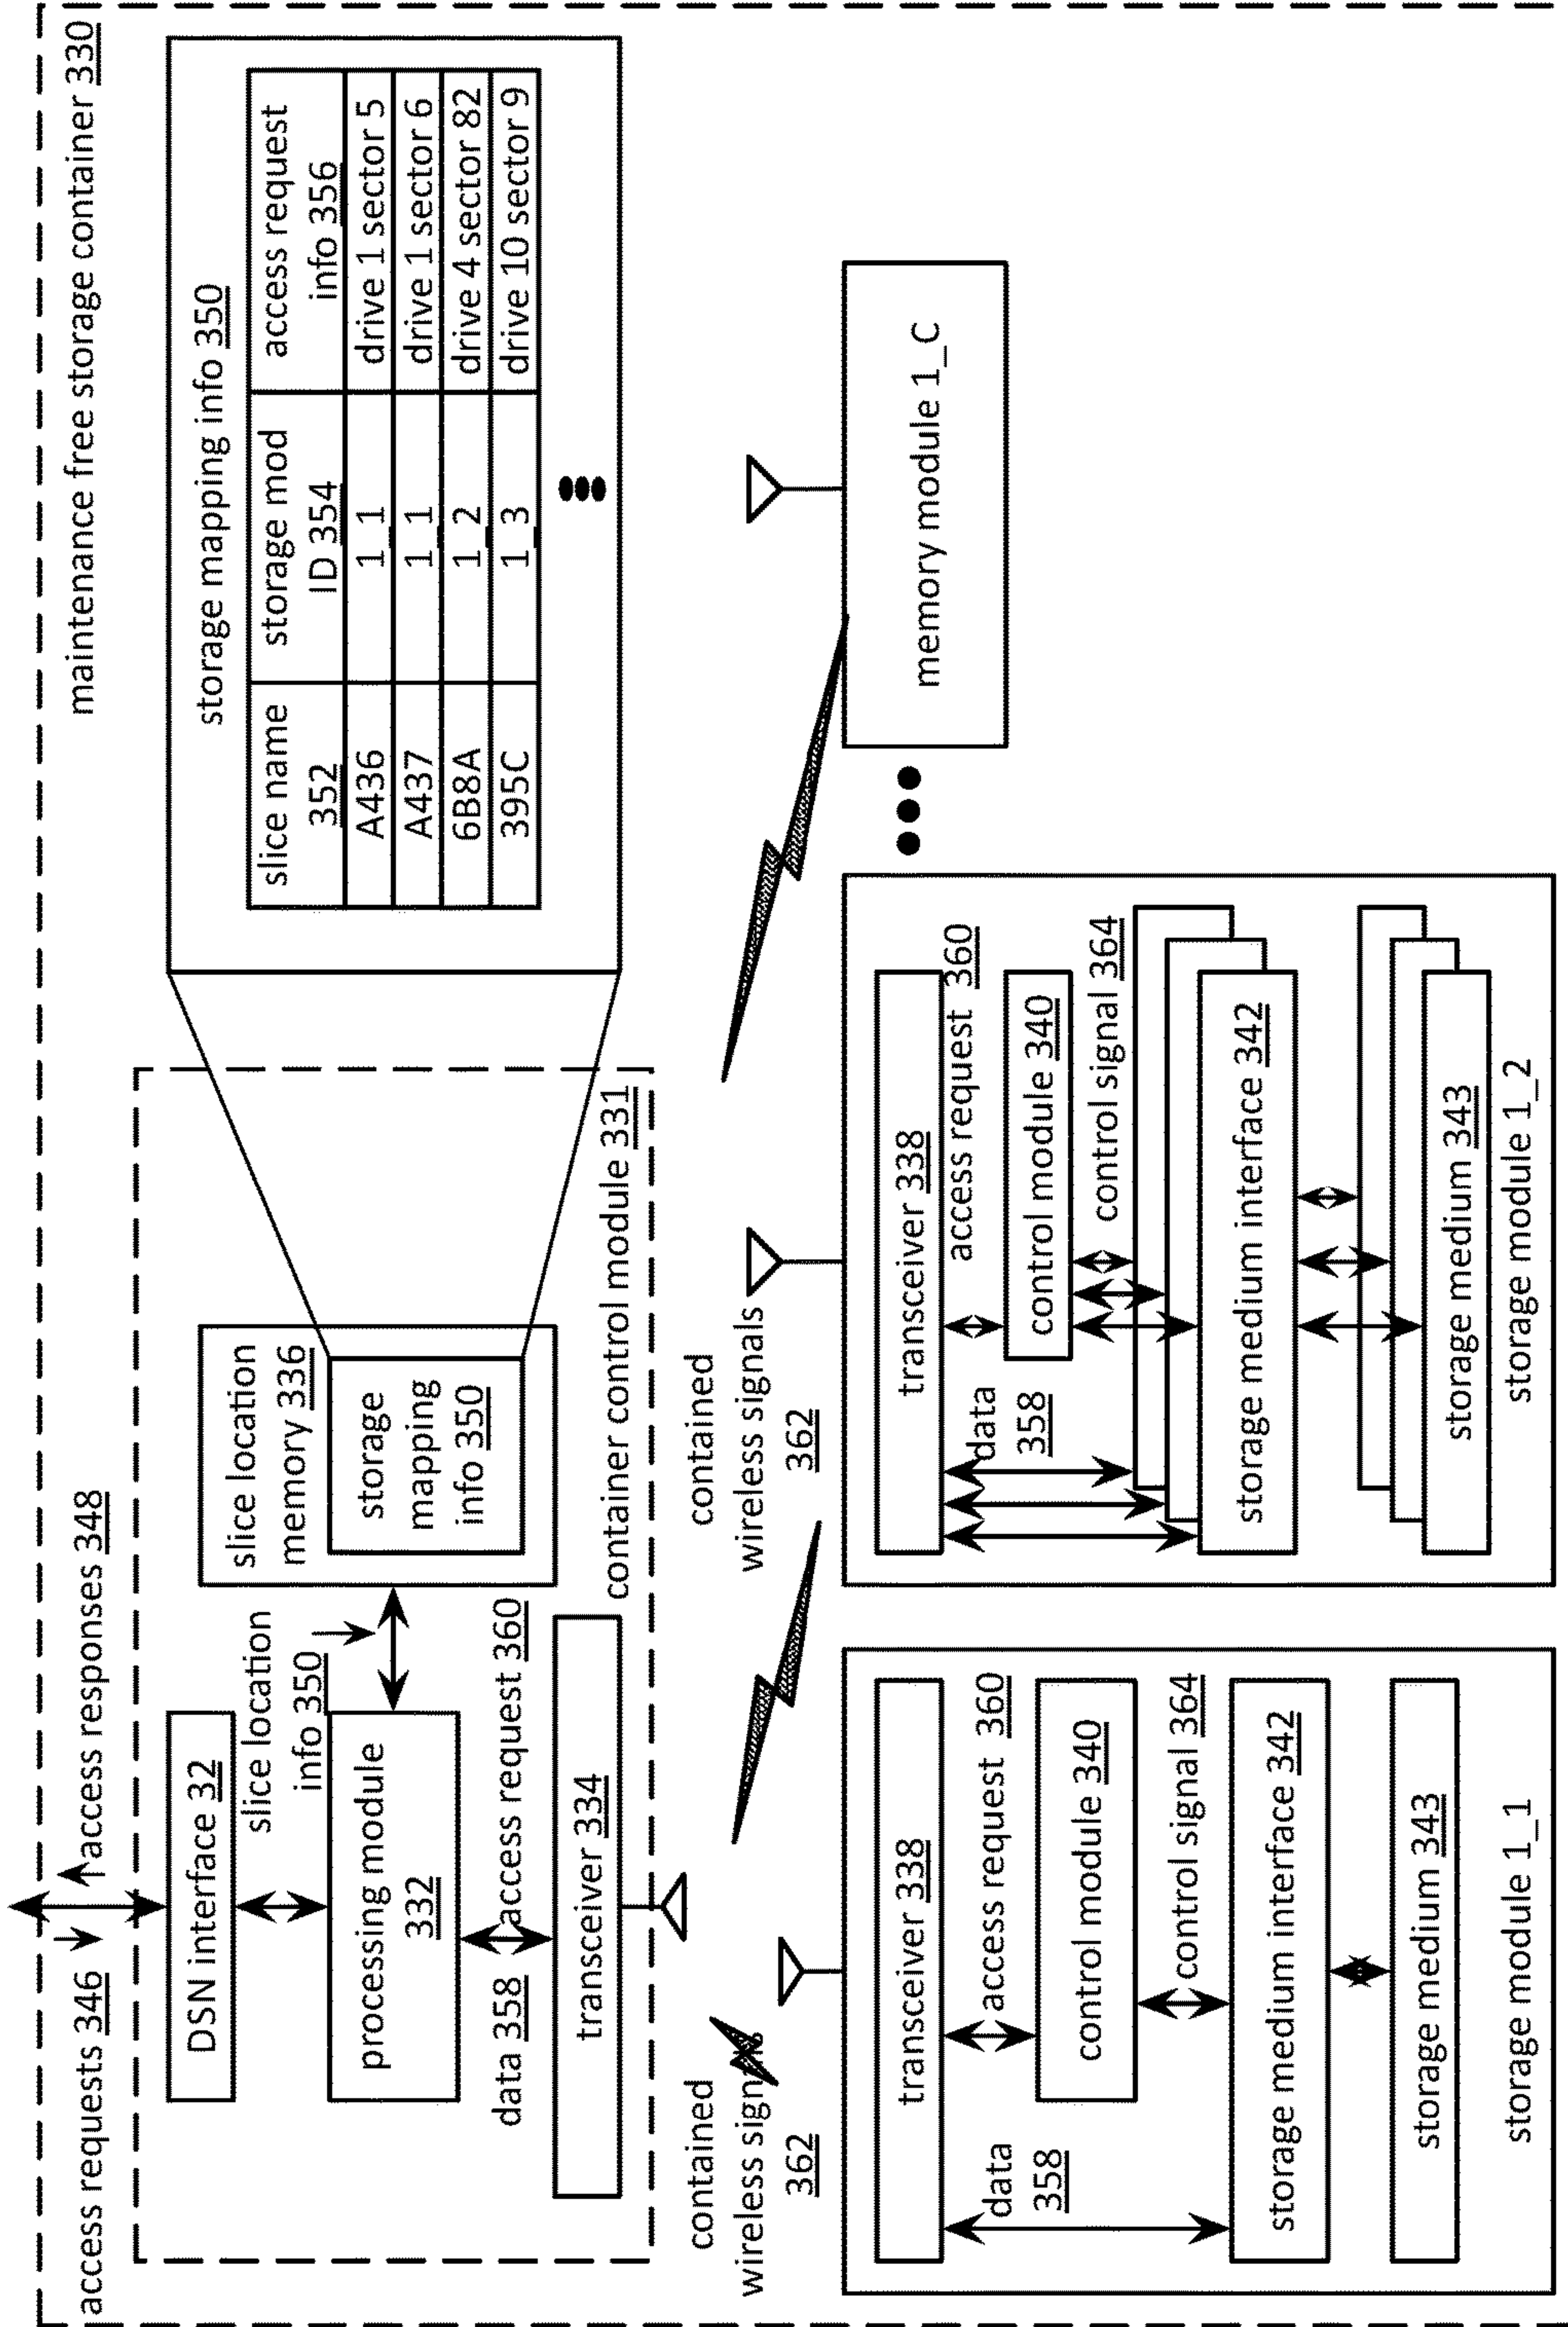 maintenance free storage container 330
access requests 346
access responses 348
DSN interface 32
slice location
info 350
processing module
332
data 358
access request 360
transceiver 334
slice location
memory 336
storage
mapping
info 350
container control module 331
storage mapping info 350
slice name
352
storage mod
ID 354
access request
info 356
A436 1_1 drive 1 sector 5
A437 1_1 drive 1 sector 6
6B8A 1_2 drive 4 sector 82
395C 1_3 drive 10 sector 9
contained
wireless signals
362
contained
wireless signals
362
transceiver 338
access request 360
data
358
control module 340
control signal 364
storage medium interface 342
storage medium 343
storage module 1_1
transceiver 338
access request 360
data
358
control module 340
control signal 364
storage medium interface 342
storage medium 343
storage module 1_2
memory module 1_C